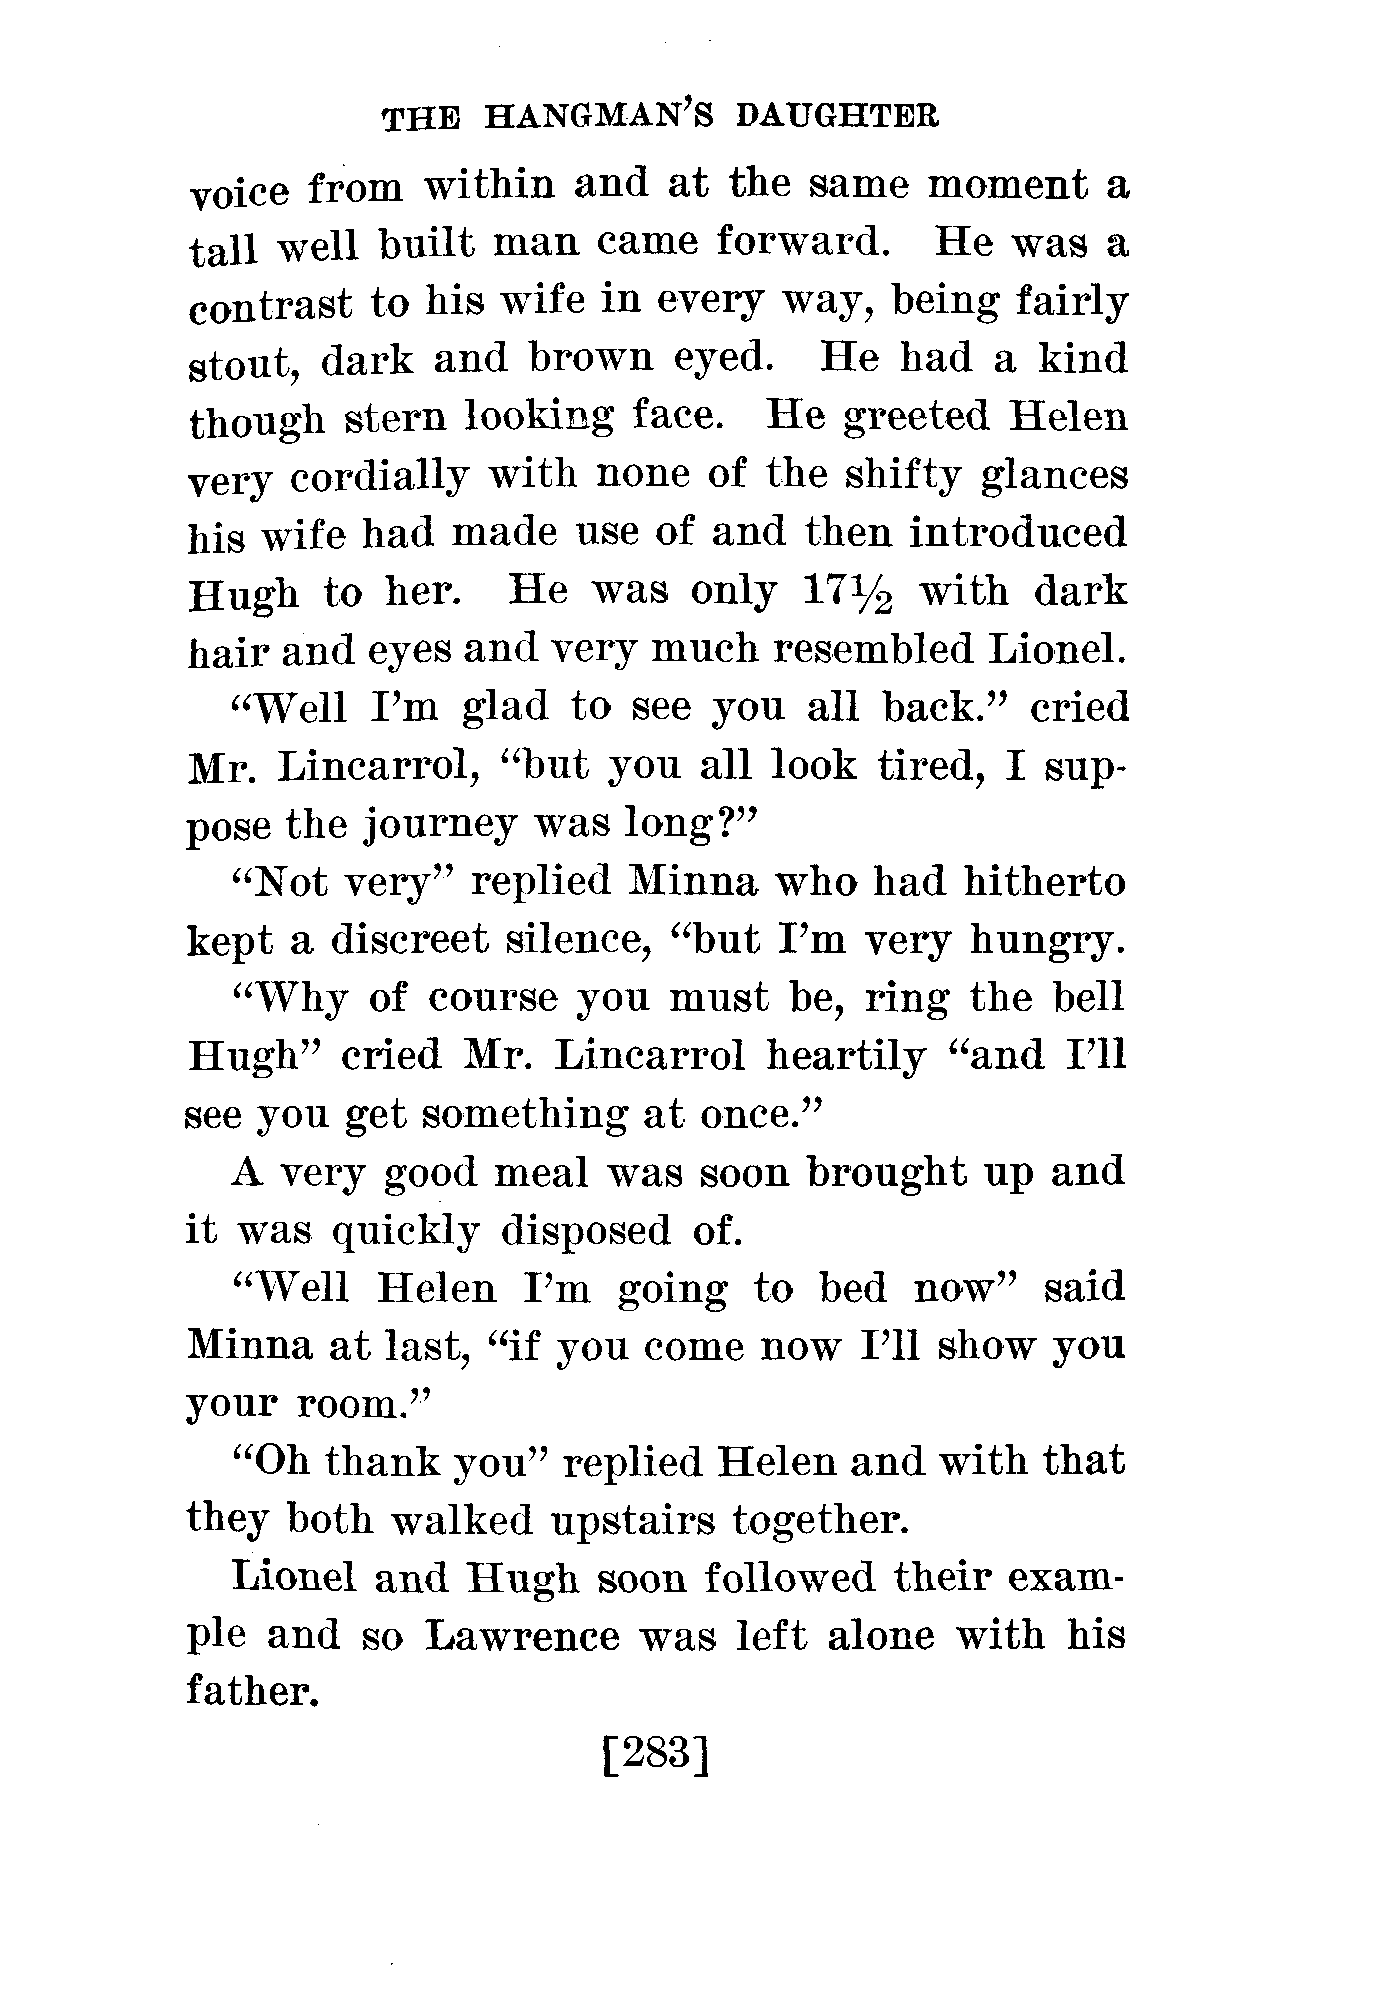 THE HANGMAN'S DAUGHTER
voice from within and at the same moment a
tall well built man came forward. He was a
contrast to his wife in every way, being fairly
stout, dark and brown eyed. He had a kind
though stern looking face. He greeted Helen
very cordially with none of the shifty glances
his wife had made use of and then introduced
Hugh to her. He was only 17½ with dark
hair and eyes and very much resembled Lionel.
“Well I’m glad to see you all back.” cried
Mr. Lincarrol, “but you all look tired, I sup-
pose the journey was long?”
“Not very” replied Minna who had hitherto
kept a discreet silence, “but I’m very hungry.
“Why of course you must be, ring the bell
Hugh” cried Mr. Lincarrol heartily “and I’ll
see you get something at once.”
A very good meal was soon brought up and
it was quickly disposed of.
“Well Helen I’m going to bed now” said
Minna at last, “if you come now I’ll show you
your room.”
“Oh thank you” replied Helen and with that
they both walked upstairs together.
Lionel and Hugh soon followed their exam-
ple and so Lawrence was left alone with his
father.
[283]